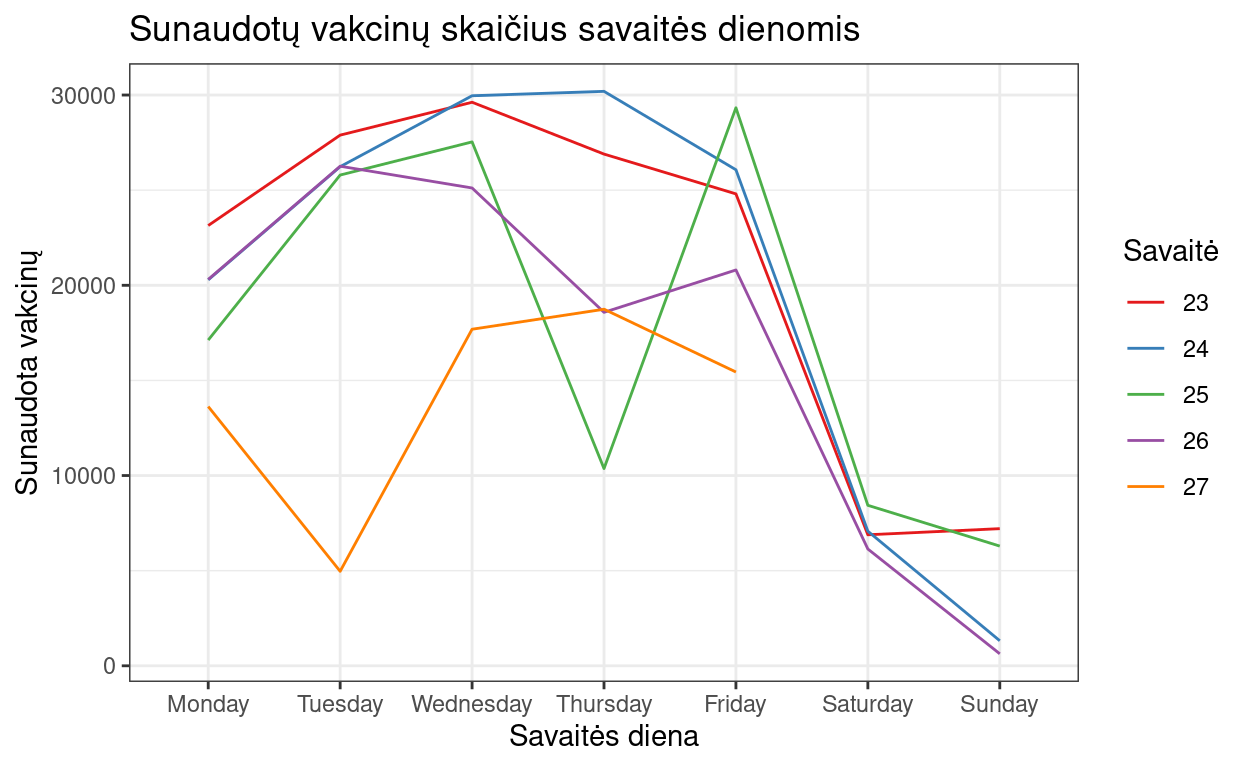 Sunaudotų vakcinų skaičius savaitės dienomis
Sunaudota vakcinų
30000
20000
10000
0
Monday Tuesday Wednesday Thursday Friday Saturday Sunday
Savaitės diena
Savaitė
23
24
25
26
27